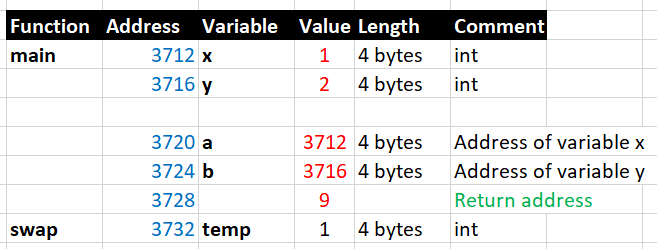 Function Address Variable Value Length Comment
main 3712 x 1 4 bytes int
3716 y 2 4 bytes int
3720 a 3712 4 bytes Address of variable x
3724 b 3716 4 bytes Address of variable y
3728 9 Return address
swap 3732 temp 1 4 bytes int